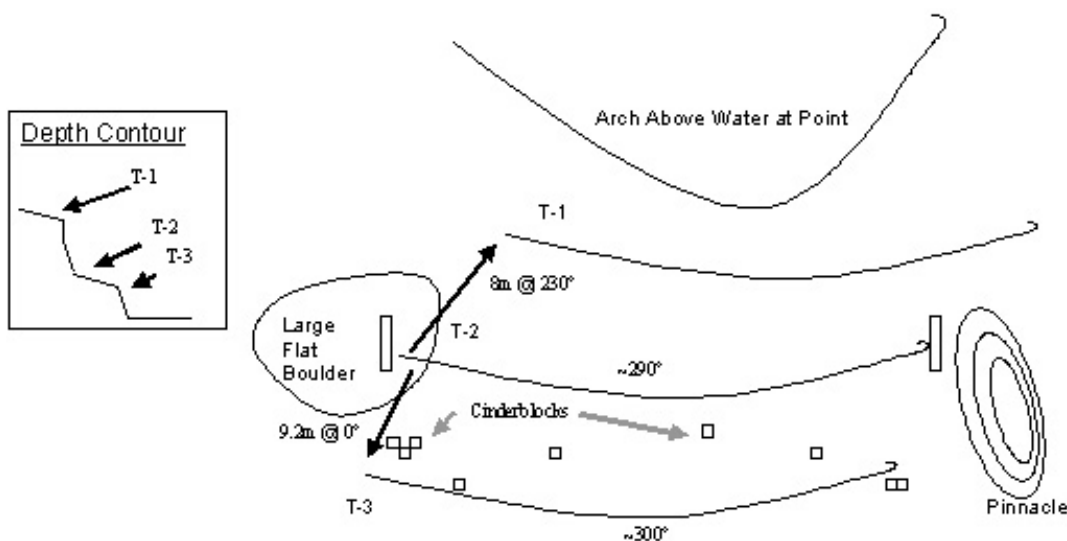 Depth Contour
T-1
T-2
T-3
Arch Above Water at Point
T-1
8m @ 230°
Large
Flat
Boulder
T-2
~290°
9.2m @ 0°
Cinderblocks
T-3
~300°
Pinnacle